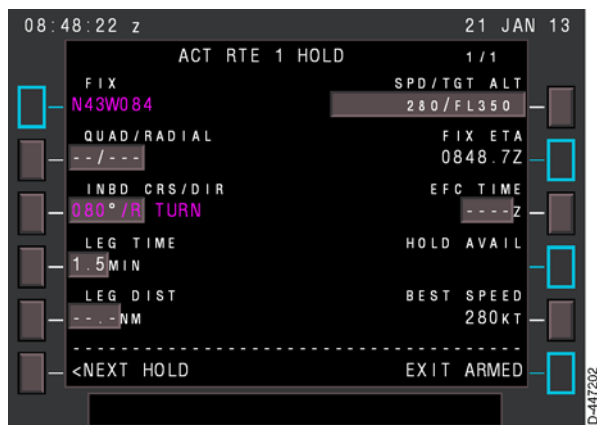 08:48:22 z 21 JAN 13
ACT RTE 1 HOLD 1/1
FIX SPD/TGT ALT
N43W084 280/FL350
QUAD/RADIAL FIX ETA
--/--- 0848.7Z
INBD CRS/DIR EFC TIME
080°/R TURN ----Z
LEG TIME HOLD AVAIL
1.5MIN
LEG DIST BEST SPEED
--.-NM 280KT
<NEXT HOLD EXIT ARMED
D-447202